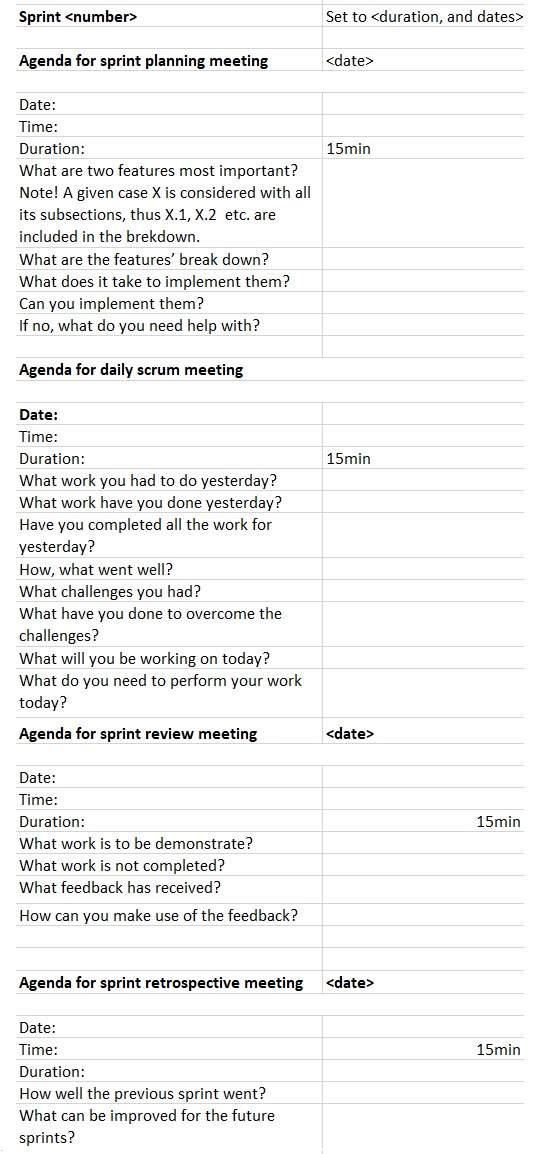 Sprint <number> Set to <duration, and dates>
Agenda for sprint planning meeting <date>
Date:
Time:
Duration: 15min
What are two features most important?
Note! A given case X is considered with all
its subsections, thus X.1, X.2  etc. are
included in the brekdown.
What are the features’ break down?
What does it take to implement them?
Can you implement them?
If no, what do you need help with?
Agenda for daily scrum meeting
Date:
Time:
Duration: 15min
What work you had to do yesterday?
What work have you done yesterday?
Have you completed all the work for
yesterday?
How, what went well?
What challenges you had?
What have you done to overcome the
challenges?
What will you be working on today?
What do you need to perform your work
today?
Agenda for sprint review meeting <date>
Date:
Time:
Duration: 15min
What work is to be demonstrate?
What work is not completed?
What feedback has received?
How can you make use of the feedback?
Agenda for sprint retrospective meeting <date>
Date:
Time: 15min
Duration:
How well the previous sprint went?
What can be improved for the future
sprints?